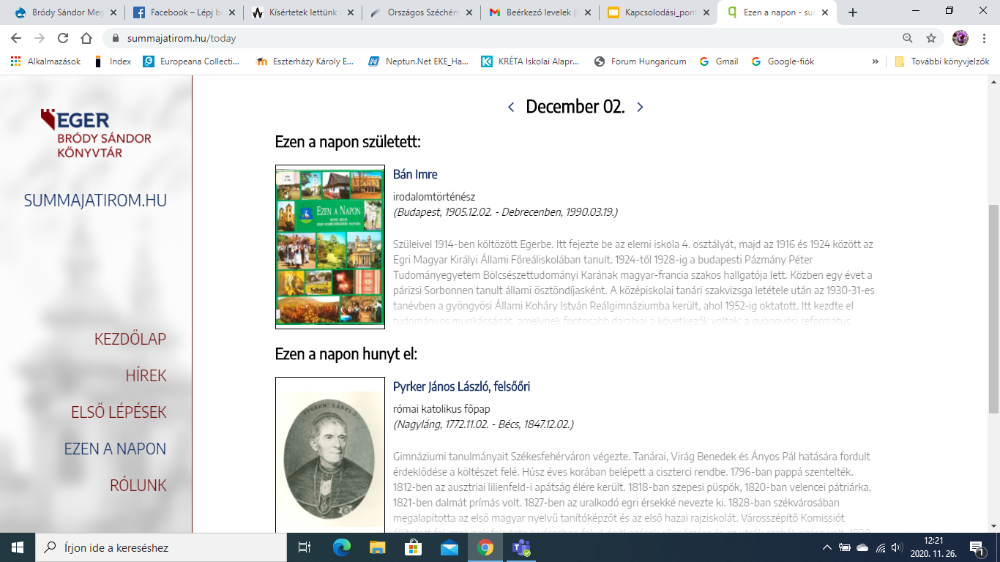 Bródy Sándor Meg
Facebook – Lépj be
Kísértetek lettünk
Országos Széchén
Beérkező levelek (
Kapcsolodási_pon
Ezen a napon - su
summajatirom.hu/today
Alkalmazások
Index
Europeana Collecti...
Eszterházy Károly E...
Neptun.Net EKE_Ha...
KRÉTA Iskolai Alapr...
Forum Hungaricum
Gmail
Google-fiók
»
További könyvjelzők
EGER
BRÓDY SÁNDOR
KÖNYVTÁR
SUMMAJATIROM.HU
KEZDŐLAP
HÍREK
ELSŐ LÉPÉSEK
EZEN A NAPON
RÓLUNK
December 02.
Ezen a napon született:
EZEN A NAPON
Bán Imre
irodalomtörténész
(Budapest, 1905.12.02. - Debrecenben, 1990.03.19.)
Szüleivel 1914-ben költözött Egerbe. Itt fejezte be az elemi iskola 4. osztályát, majd az 1916 és 1924 között az
Egri Magyar Királyi Állami Főreáliskolában tanult. 1924-től 1928-ig a budapesti Pázmány Péter
Tudományegyetem Bölcsészettudományi Karának magyar-francia szakos hallgatója lett. Közben egy évet a
párizsi Sorbonnen tanult állami ösztöndíjasként. A középiskolai tanári szakvizsga letétele után az 1930-31-es
tanévben a gyöngyösi Állami Koháry István Reálgimnáziumba került, ahol 1952-ig oktatott. Itt kezdte el
tudományos munkásságát, amelynek fontosabb darabjai a következők voltak: a gyöngyösi református
Ezen a napon hunyt el:
PYRKER LÁSZLÓ
Pyrker János László, felsőőri
római katolikus főpap
(Nagyláng, 1772.11.02. - Bécs, 1847.12.02.)
Gimnáziumi tanulmányait Székesfehérváron végezte. Tanárai, Virág Benedek és Ányos Pál hatására fordult
érdeklődése a költészet felé. Húsz éves korában belépett a ciszterci rendbe. 1796-ban pappá szentelték.
1812-ben az ausztriai lilienfeld-i apátság élére került. 1818-ban szepesi püspök, 1820-ban velencei pátriárka,
1821-ben dalmát prímás volt. 1827-ben az uralkodó egri érsekké nevezte ki. 1828-ban székvárosában
megalapította az első magyar nyelvű tanítóképzőt és az első hazai rajziskolát. Városszépítő Komissiót
Írjon ide a kereséshez
12:21
2020. 11. 26.
1